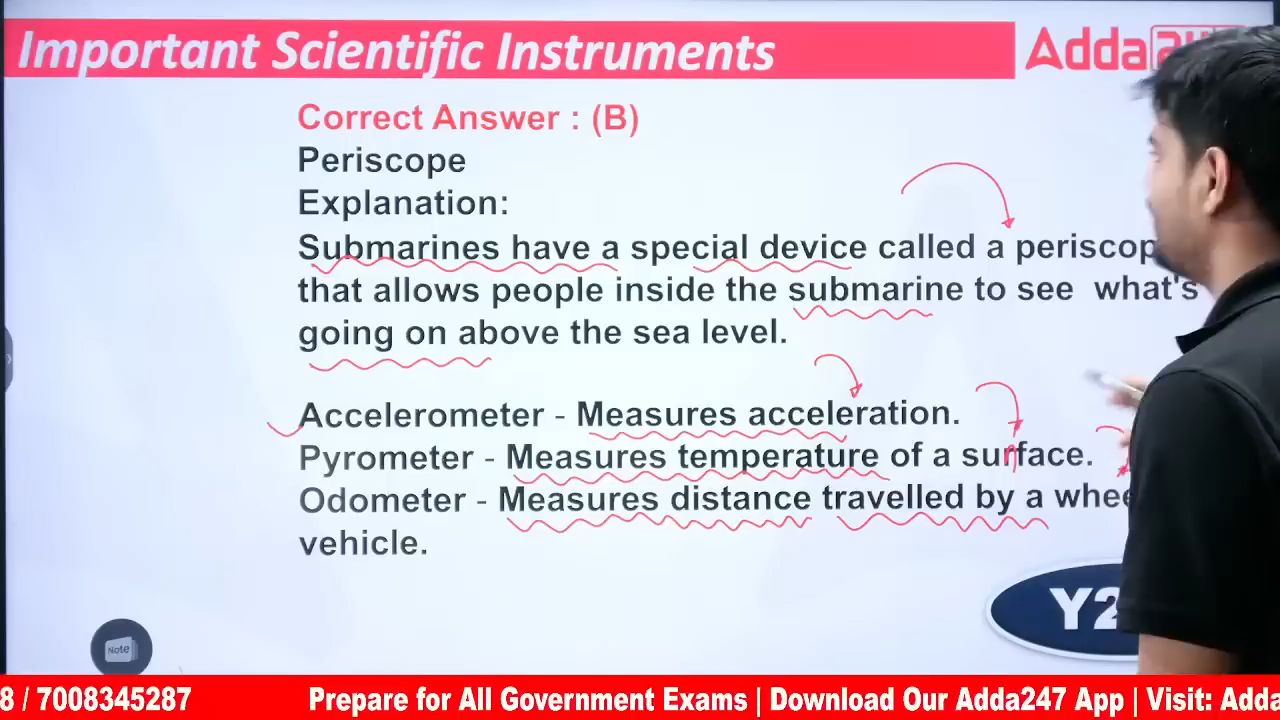 Important Scientific Instruments
Adda
Correct Answer : (B)
Periscope
Explanation:
Submarines have a special device called a periscop
that allows people inside the submarine to see what's
going on above the sea level.
Accelerometer - Measures acceleration.
Pyrometer - Measures temperature of a surface.
Odometer - Measures distance travelled by a whee
vehicle.
Y2
Note
8 / 7008345287 Prepare for All Government Exams | Download Our Adda247 App | Visit: Adda